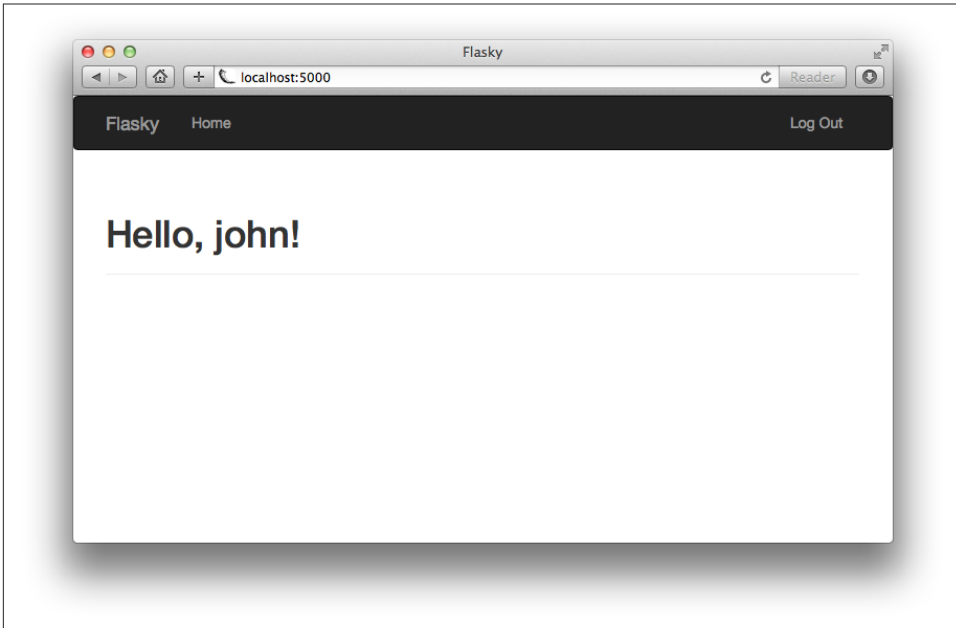 Flasky
localhost:5000
Reader
Flasky Home Log Out
Hello, john!